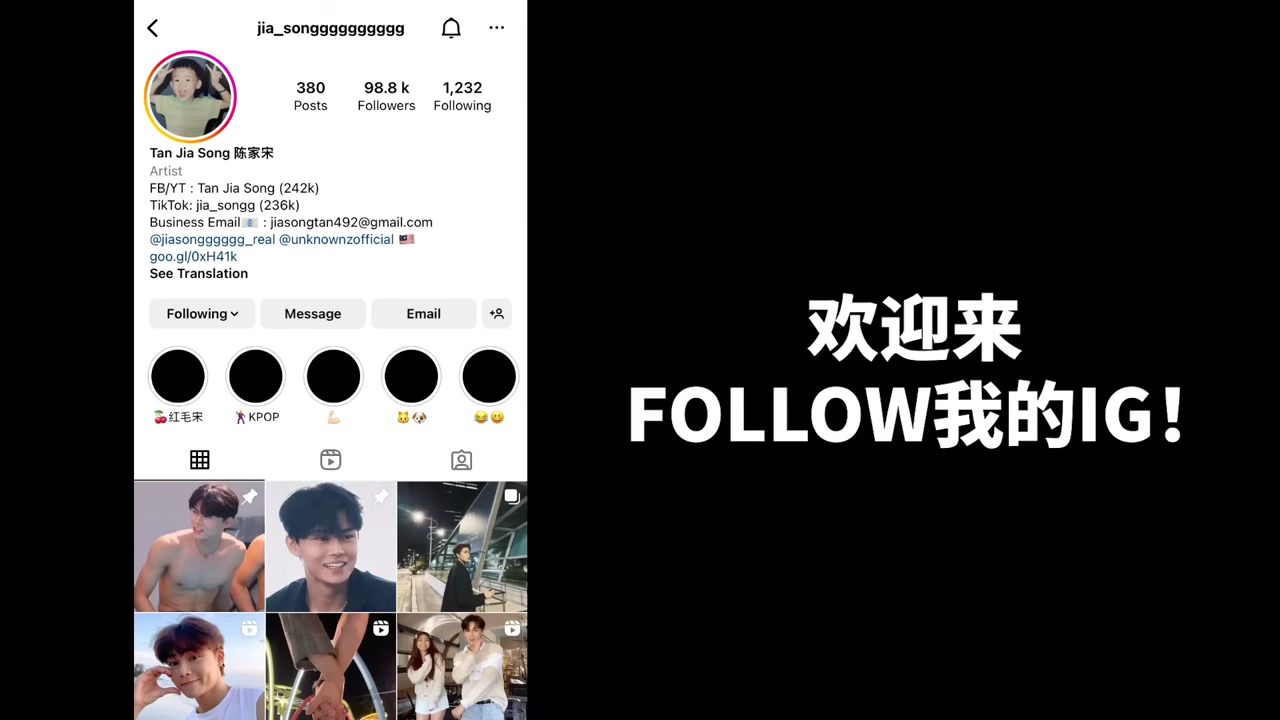 jia_songggggggggg
380
98.8 k
1,232
Posts
Followers
Following
Tan Jia Song 陈家宋
Artist
FB/YT : Tan Jia Song (242k)
TikTok: jia_songg (236k)
Business Email📧 : jiasongtan492@gmail.com
@jiasongggggg_real @unknownzofficial 🇲🇾
goo.gl/0xH41k
See Translation
Following
Message
Email
🍒红毛宋
🕺KPOP
💪🏻
🐱🐶
😂😆
欢迎来
FOLLOW我的IG！